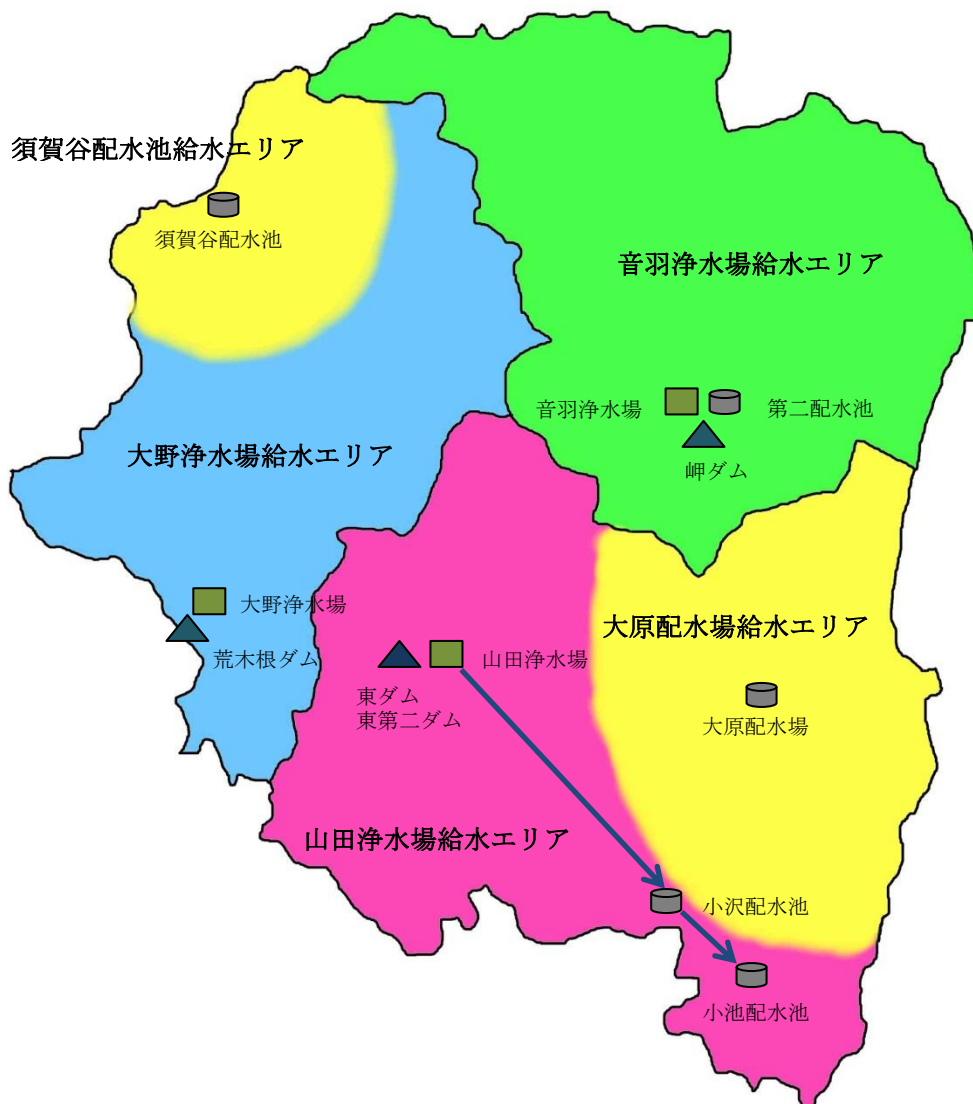 須賀谷配水池給水エリア
須賀谷配水池
音羽浄水場給水エリア
音羽浄水場
第二配水池
岬ダム
大野浄水場給水エリア
大野浄水場
荒木根ダム
大原配水場給水エリア
大原配水場
山田浄水場
東ダム
東第二ダム
山田浄水場給水エリア
小沢配水池
小池配水池